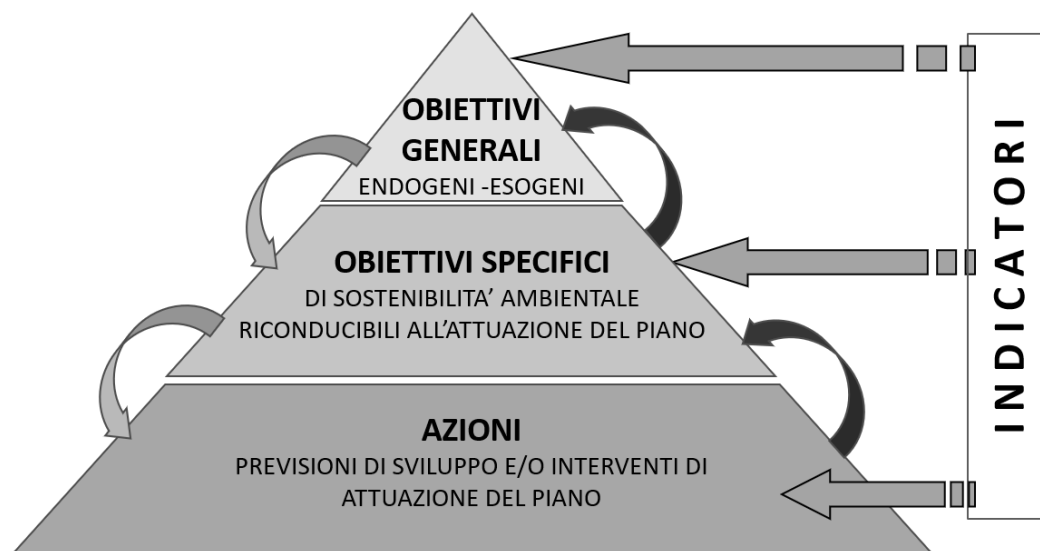 OBIETTIVI
GENERALI
ENDOGENI -ESOGENI
OBIETTIVI SPECIFICI
DI SOSTENIBILITA’ AMBIENTALE
RICONDUCIBILI ALL’ATTUAZIONE DEL PIANO
AZIONI
PREVISIONI DI SVILUPPO E/O INTERVENTI DI
ATTUAZIONE DEL PIANO
INDICATORI